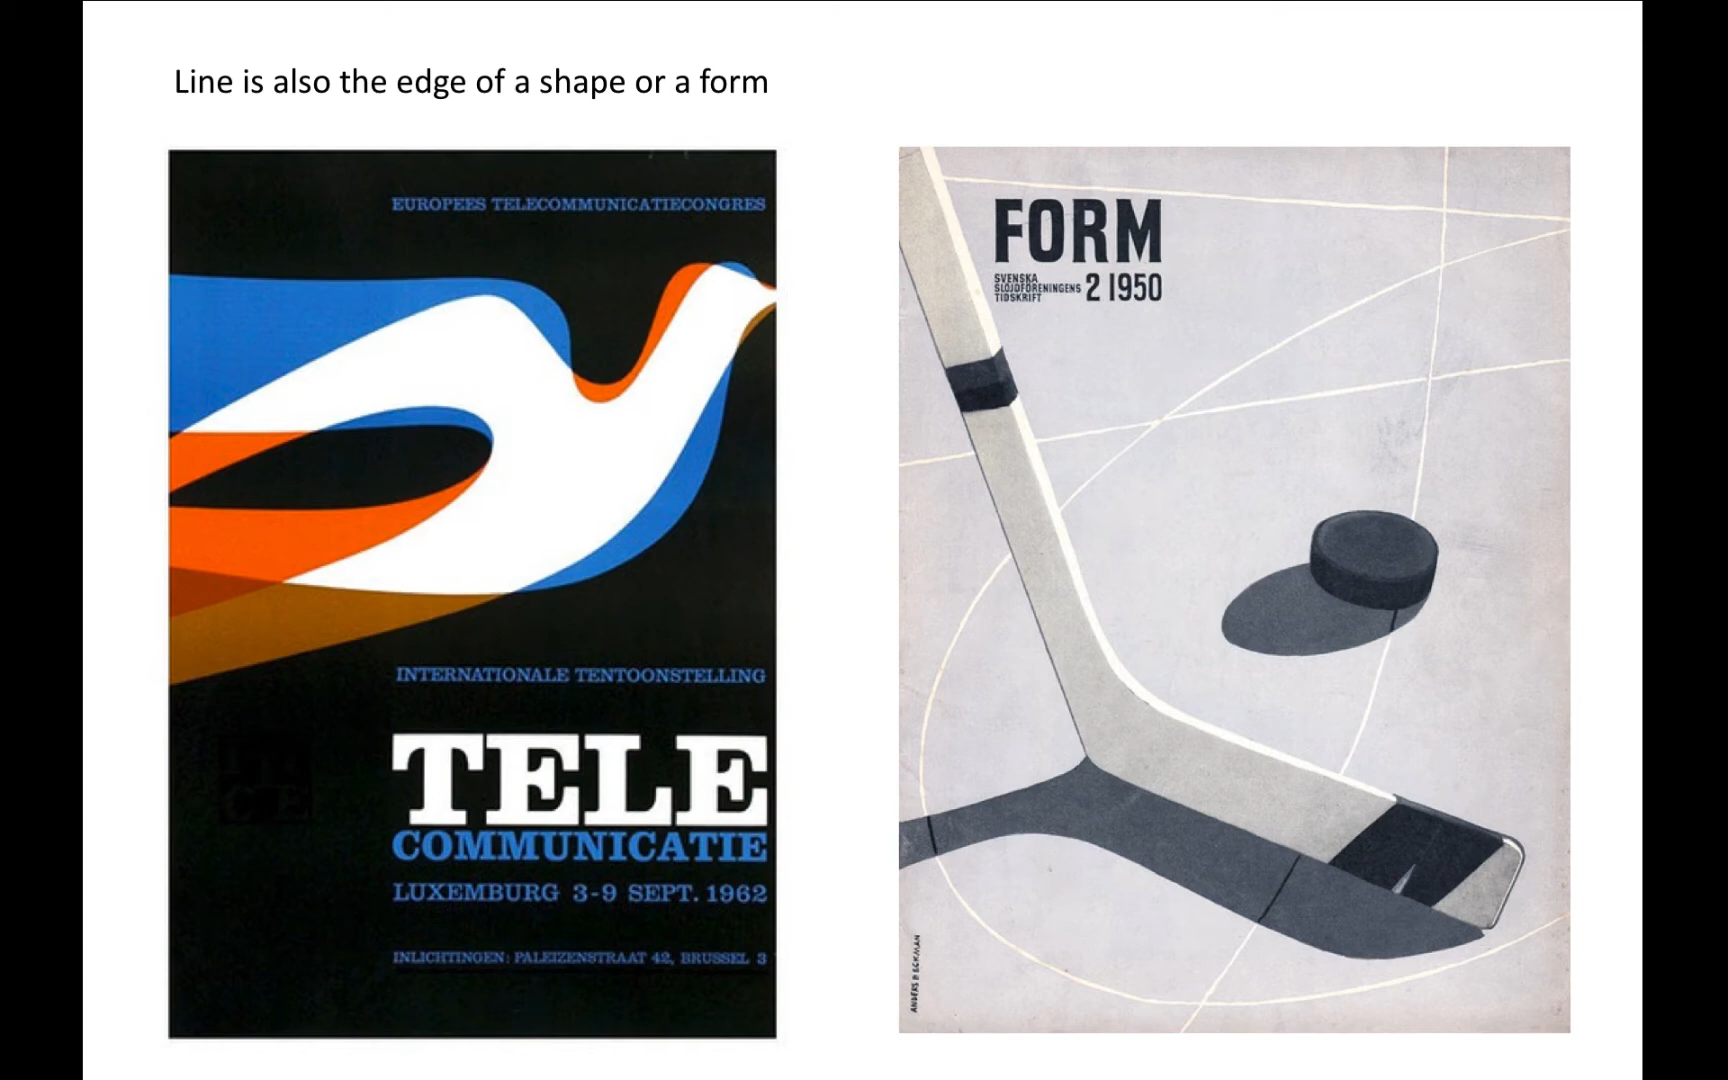 Line is also the edge of a shape or a form
EUROPEES TELECOMMUNICATIECONGRES
INTERNATIONALE TENTOONSTELLING
TELE
COMMUNICATIE
LUXEMBURG 3-9 SEPT. 1962
INLICHTINGEN: PALEIZENSTRAAT 42, BRUSSEL 3
FORM
SVENSKA
SLÖJDFÖRENINGENS
TIDSKRIFT
2 1950
ANDERS BECKMAN